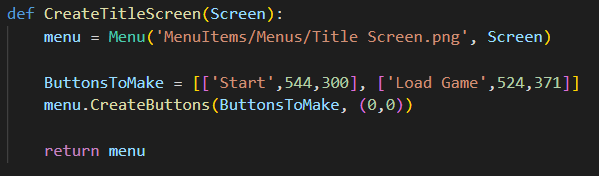 def CreateTitleScreen(Screen):
    menu = Menu('MenuItems/Menus/Title Screen.png', Screen)

    ButtonsToMake = [['Start',544,300], ['Load Game',524,371]]
    menu.CreateButtons(ButtonsToMake, (0,0))

    return menu